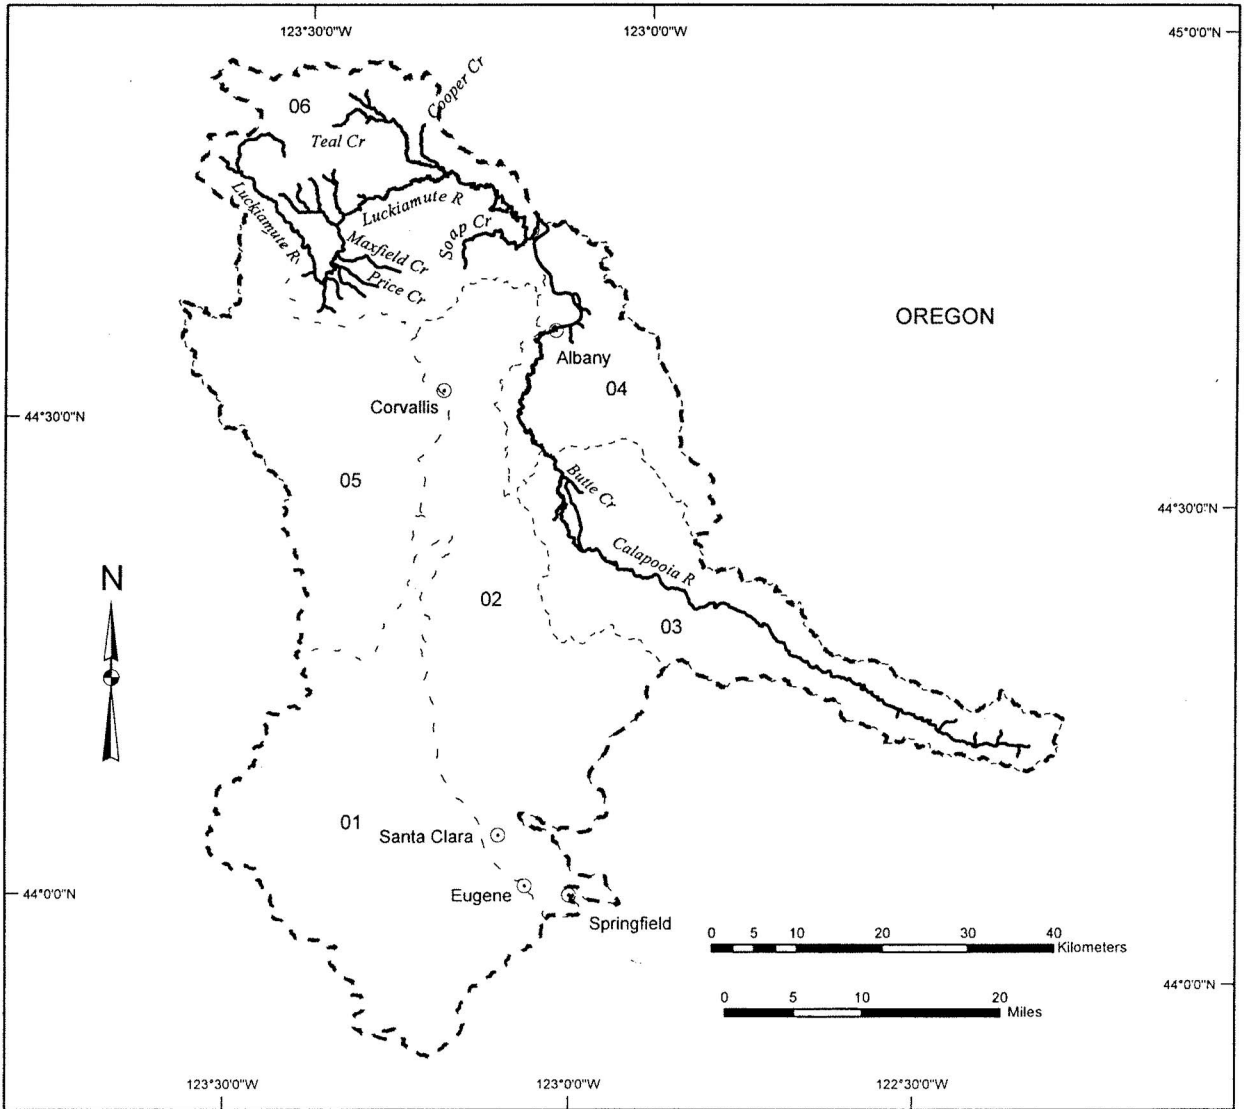 123°30'0"W
123°0'0"W
45°0'0"N
06
Cooper Cr
Teal Cr
Luckiamute R
Luckiamute R
Soap Cr
Maxfield Cr
Price Cr
OREGON
Albany
04
Corvallis
44°30'0"N
05
Butte Cr
44°30'0"N
Calapooia R
N
02
03
01
Santa Clara
44°0'0"N
Eugene
Springfield
0 5 10 20 30 40
Kilometers
44°0'0"N
0 5 10 20
Miles
123°30'0"W
123°0'0"W
122°30'0"W